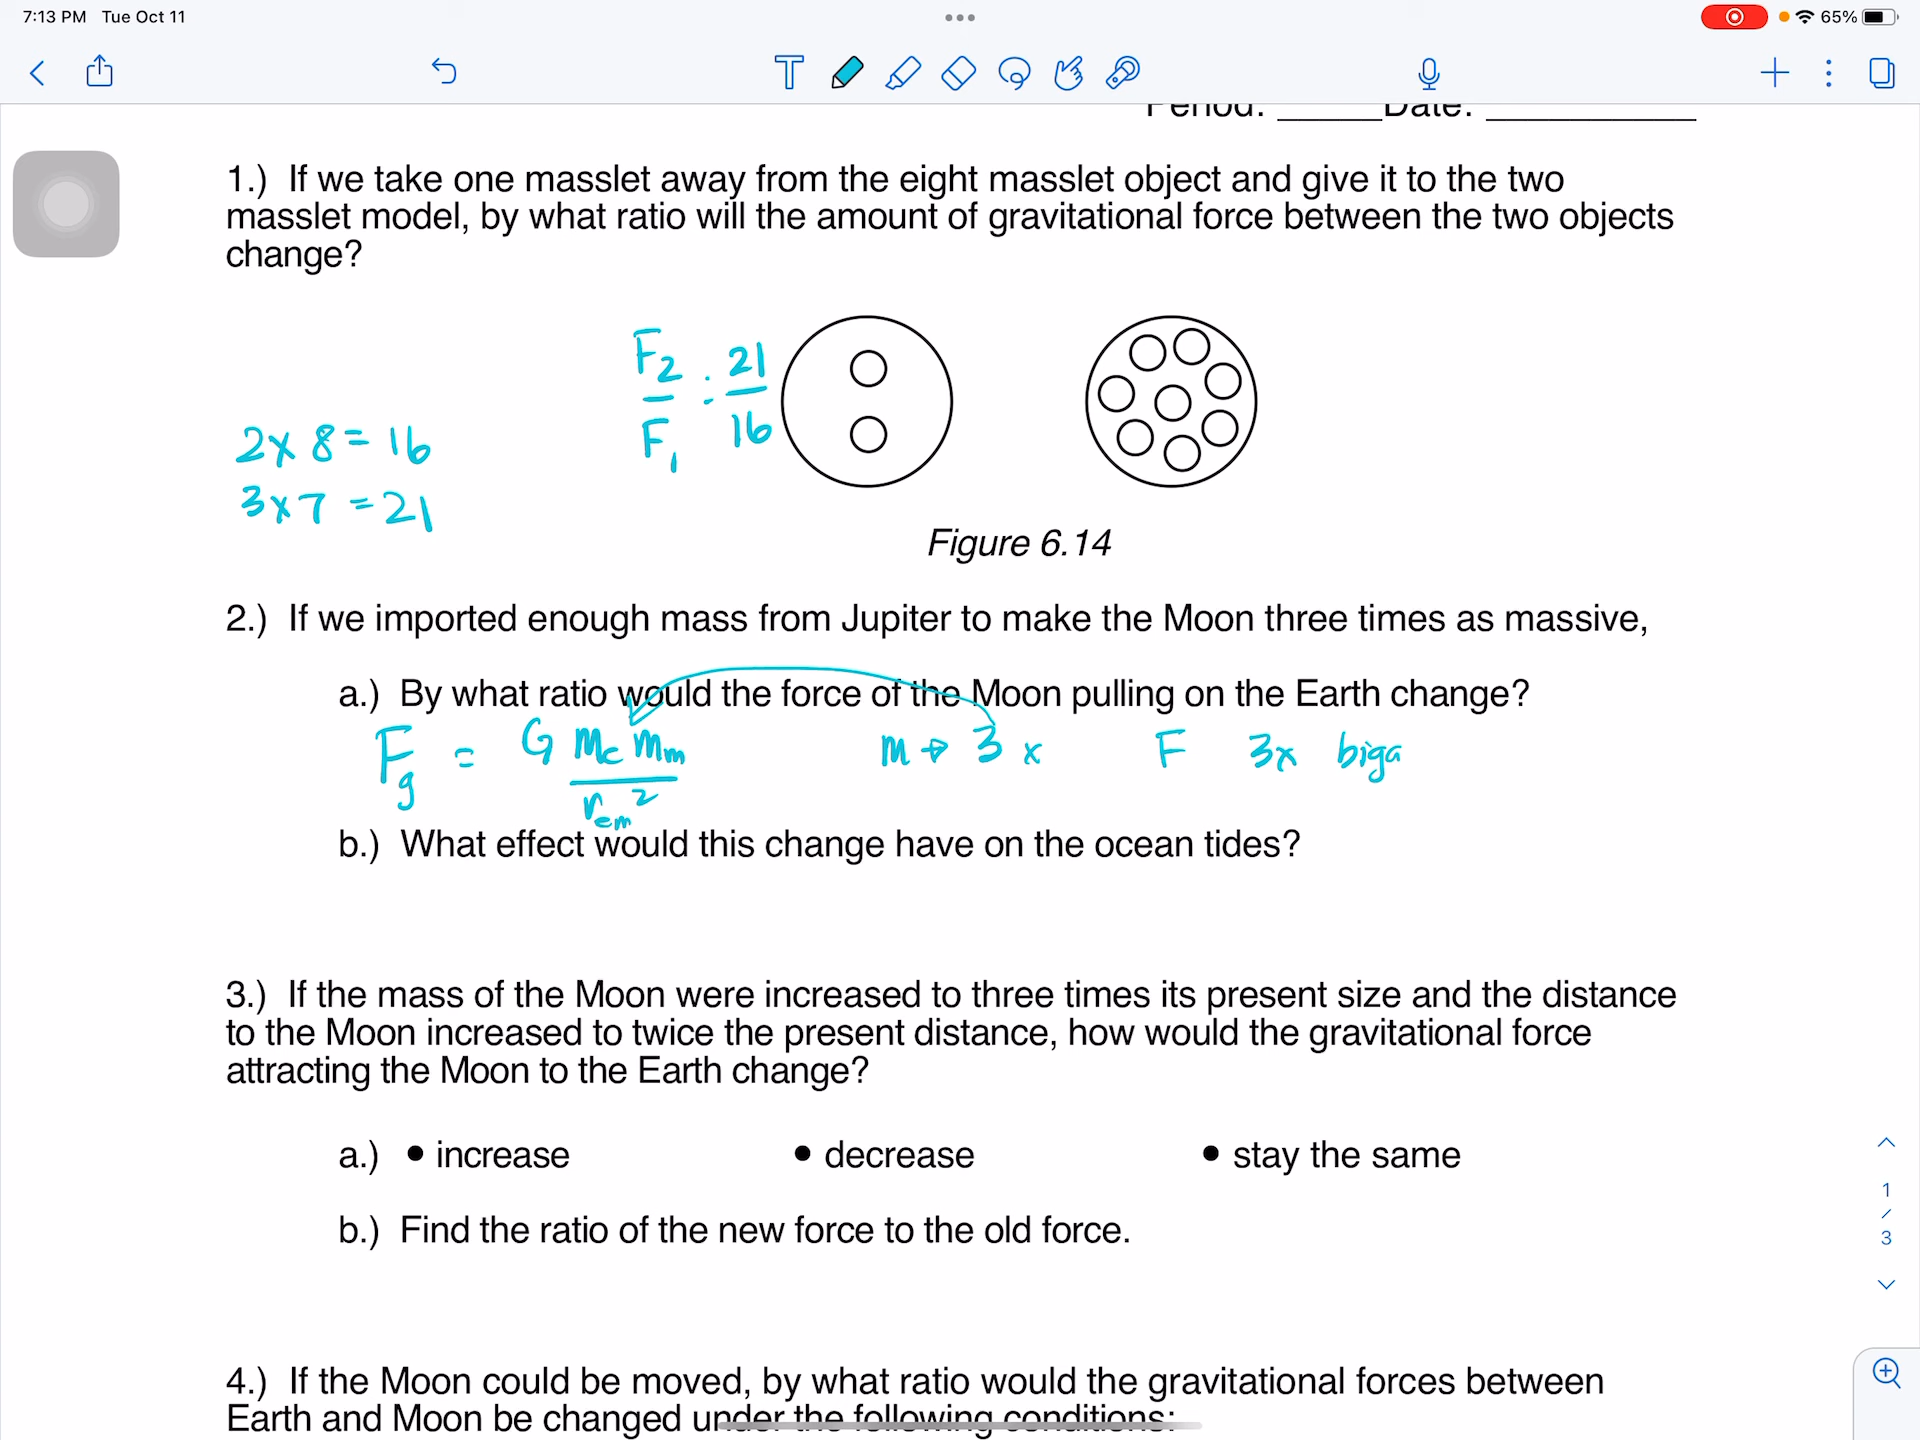 7:13 PM Tue Oct 11
65%
Period: _____Date: __________
1.) If we take one masslet away from the eight masslet object and give it to the two
masslet model, by what ratio will the amount of gravitational force between the two objects
change?
F2 / F1 : 21 / 16
2 x 8 = 16
3 x 7 = 21
Figure 6.14
2.) If we imported enough mass from Jupiter to make the Moon three times as massive,
a.) By what ratio would the force of the Moon pulling on the Earth change?
Fg = G me mm / rem² m → 3 x F 3x bigg
b.) What effect would this change have on the ocean tides?
3.) If the mass of the Moon were increased to three times its present size and the distance
to the Moon increased to twice the present distance, how would the gravitational force
attracting the Moon to the Earth change?
a.) • increase • decrease • stay the same
b.) Find the ratio of the new force to the old force.
1
/
3
4.) If the Moon could be moved, by what ratio would the gravitational forces between
Earth and Moon be changed under the following conditions: